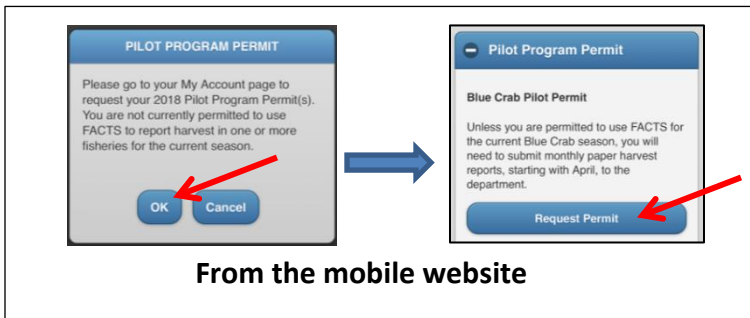 PILOT PROGRAM PERMIT
Please go to your My Account page to
request your 2018 Pilot Program Permit(s).
You are not currently permitted to use
FACTS to report harvest in one or more
fisheries for the current season.
OK Cancel
Pilot Program Permit
Blue Crab Pilot Permit
Unless you are permitted to use FACTS for
the current Blue Crab season, you will
need to submit monthly paper harvest
reports, starting with April, to the
department.
Request Permit
From the mobile website